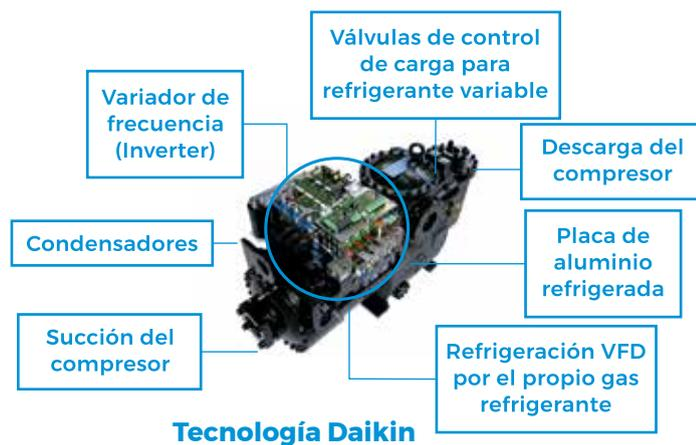 Válvulas de control
de carga para
refrigerante variable
Variador de
frecuencia
(Inverter)
Descarga del
compresor
Condensadores
Placa de
aluminio
refrigerada
Succión del
compresor
Refrigeración VFD
por el propio gas
refrigerante
Tecnología Daikin